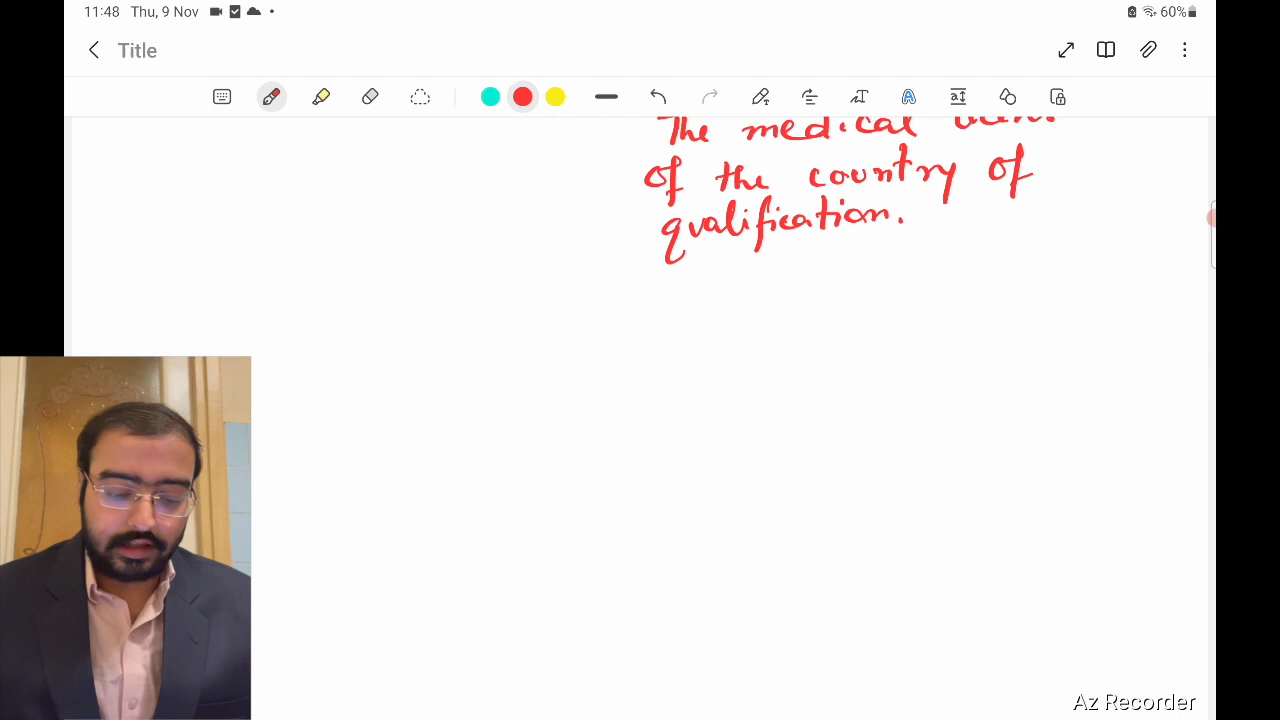 11:48 Thu, 9 Nov
60%
Title
The medical
of the country of
qualification.
Az Recorder